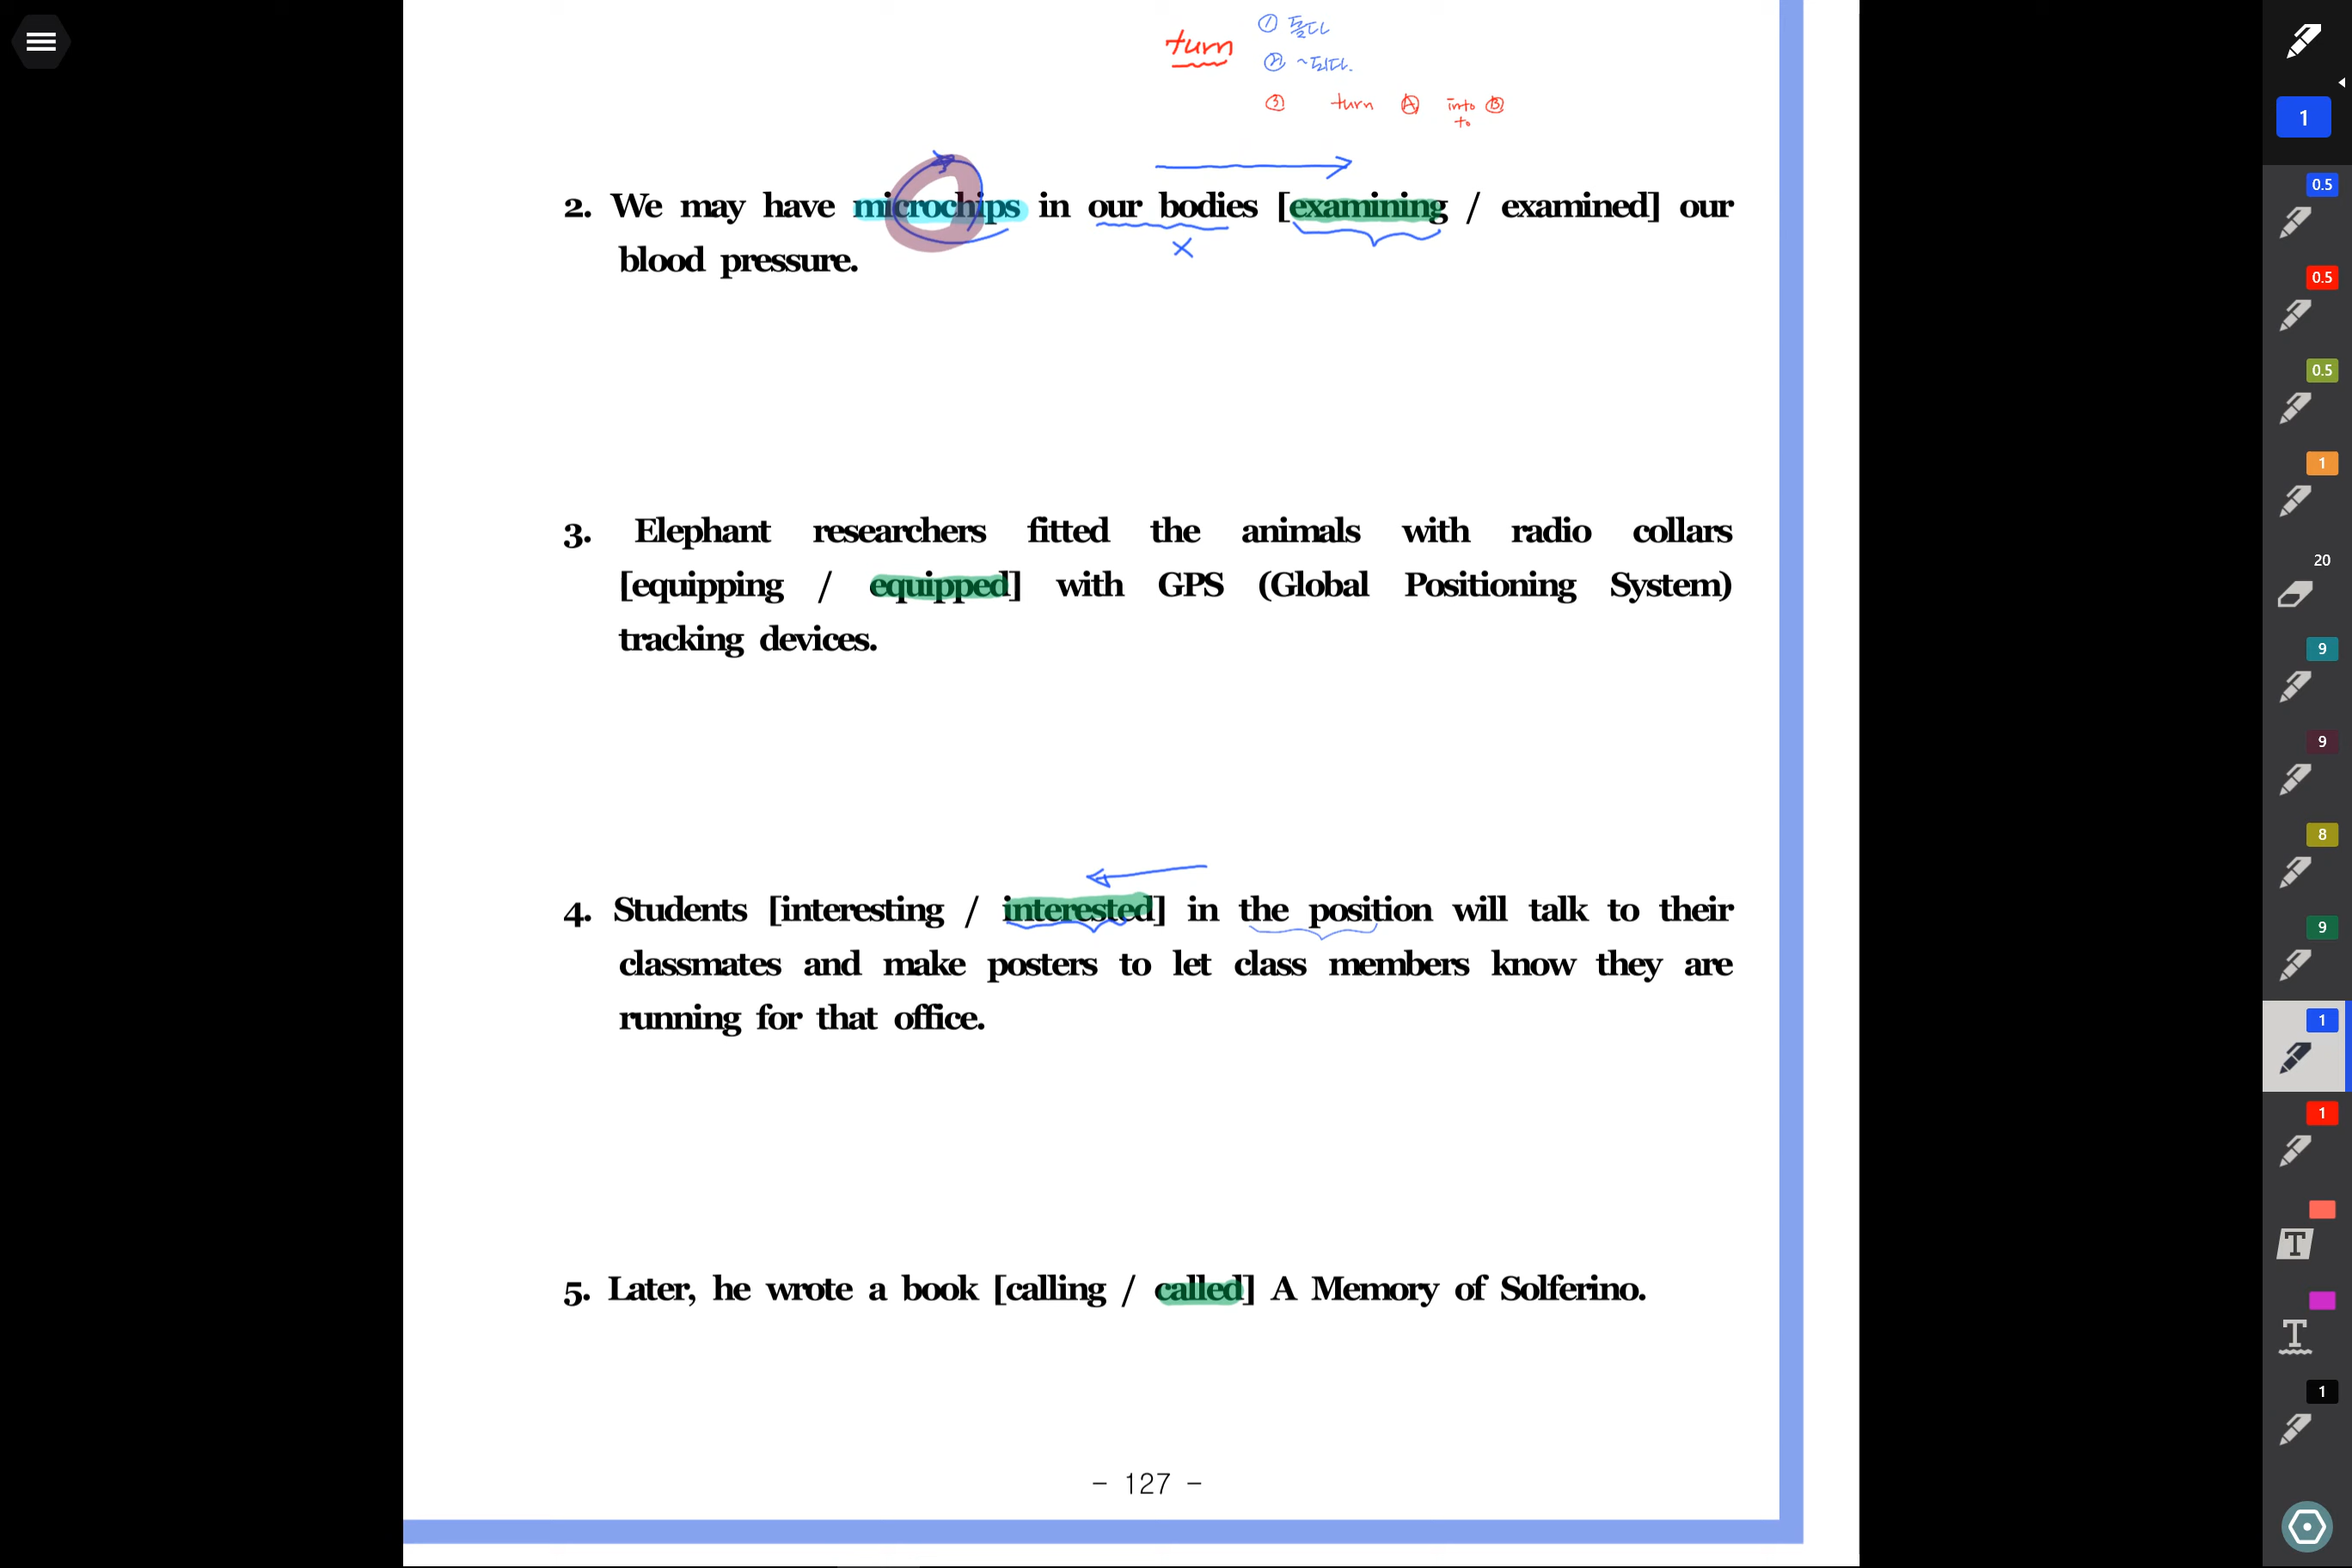 turn ① 돌다
② ~되다.
③ turn Ⓐ into Ⓑ
to
2. We may have microchips in our bodies [examining / examined] our
blood pressure.
x
3. Elephant researchers fitted the animals with radio collars
[equipping / equipped] with GPS (Global Positioning System)
tracking devices.
4. Students [interesting / interested] in the position will talk to their
classmates and make posters to let class members know they are
running for that office.
5. Later, he wrote a book [calling / called] A Memory of Solferino.
- 127 -
1
0.5
0.5
0.5
1
20
9
9
8
9
1
1
T
T
1